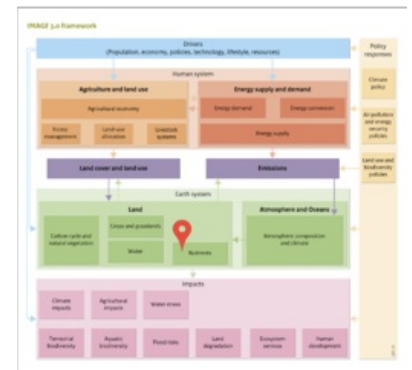 IMAGE 3.0 framework
Drivers
(Population, economy, policies, technology, lifestyle, resources)
Policy
responses
Human system
Agriculture and land use
Energy supply and demand
Climate
policy
Agricultural economy
Energy demand
Energy conversion
Air pollution
and energy
security
policies
Forest
management
Land-use
allocation
Livestock
systems
Energy supply
Land cover and land use
Emissions
Land use and
biodiversity
policies
Earth system
Land
Atmosphere and Oceans
Carbon cycle and
natural vegetation
Crops and grasslands
Water
Nutrients
Atmospheric composition
and climate
Impacts
Climate
impacts
Agricultural
impacts
Water stress
Terrestrial
biodiversity
Aquatic
biodiversity
Flood risks
Land
degradation
Ecosystem
services
Human
development